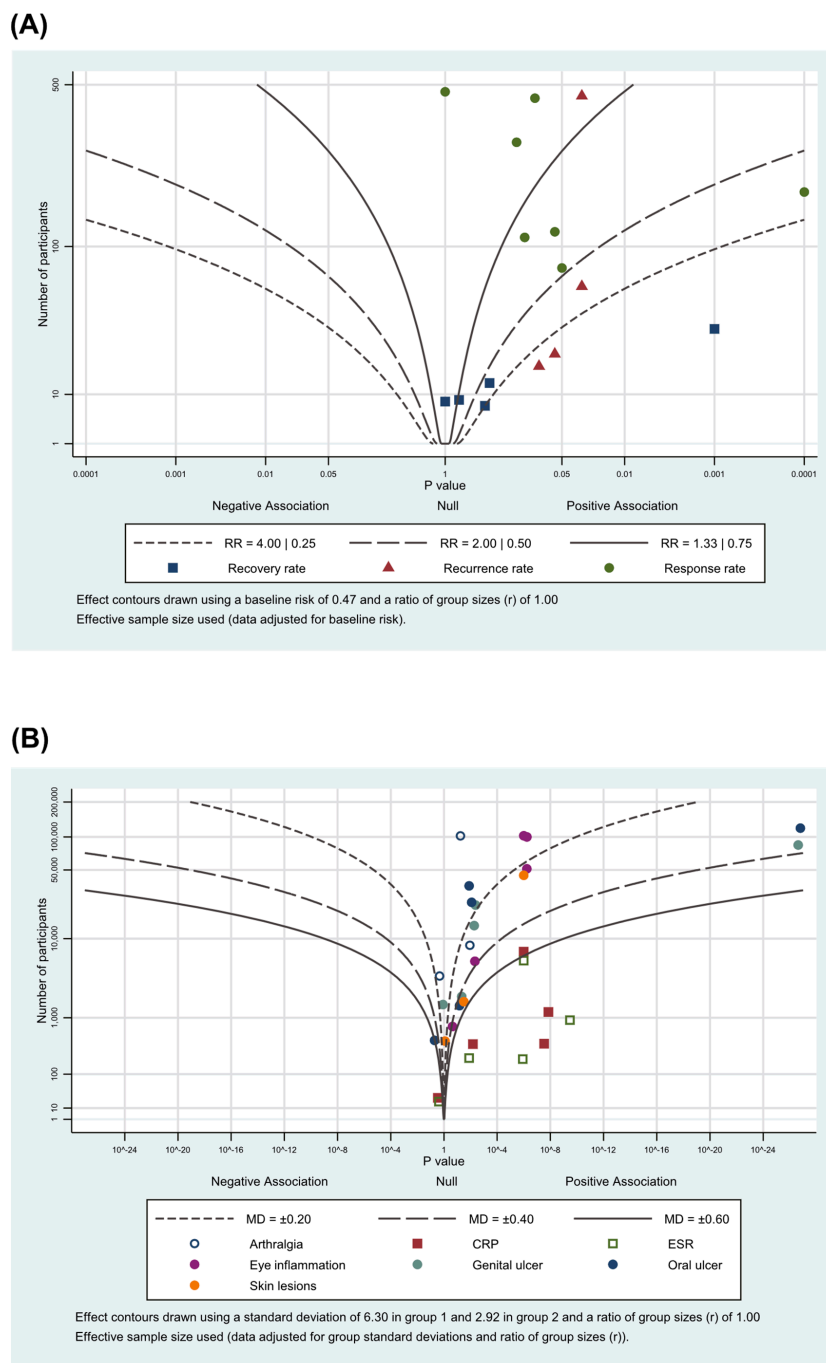 (A)
Number of participants
500
100
10
1
0.0001
0.001
0.01
0.05
1
0.05
0.01
0.001
0.0001
P value
Negative Association
Null
Positive Association
RR = 4.00 | 0.25
RR = 2.00 | 0.50
RR = 1.33 | 0.75
Recovery rate
Recurrence rate
Response rate
Effect contours drawn using a baseline risk of 0.47 and a ratio of group sizes (r) of 1.00
Effective sample size used (data adjusted for baseline risk).
(B)
Number of participants
200,000
100,000
50,000
10,000
1,000
100
10
1
10^-24
10^-20
10^-16
10^-12
10^-8
10^-4
1
10^-4
10^-8
10^-12
10^-16
10^-20
10^-24
P value
Negative Association
Null
Positive Association
MD = ±0.20
MD = ±0.40
MD = ±0.60
Arthralgia
CRP
ESR
Eye inflammation
Genital ulcer
Oral ulcer
Skin lesions
Effect contours drawn using a standard deviation of 6.30 in group 1 and 2.92 in group 2 and a ratio of group sizes (r) of 1.00
Effective sample size used (data adjusted for group standard deviations and ratio of group sizes (r)).